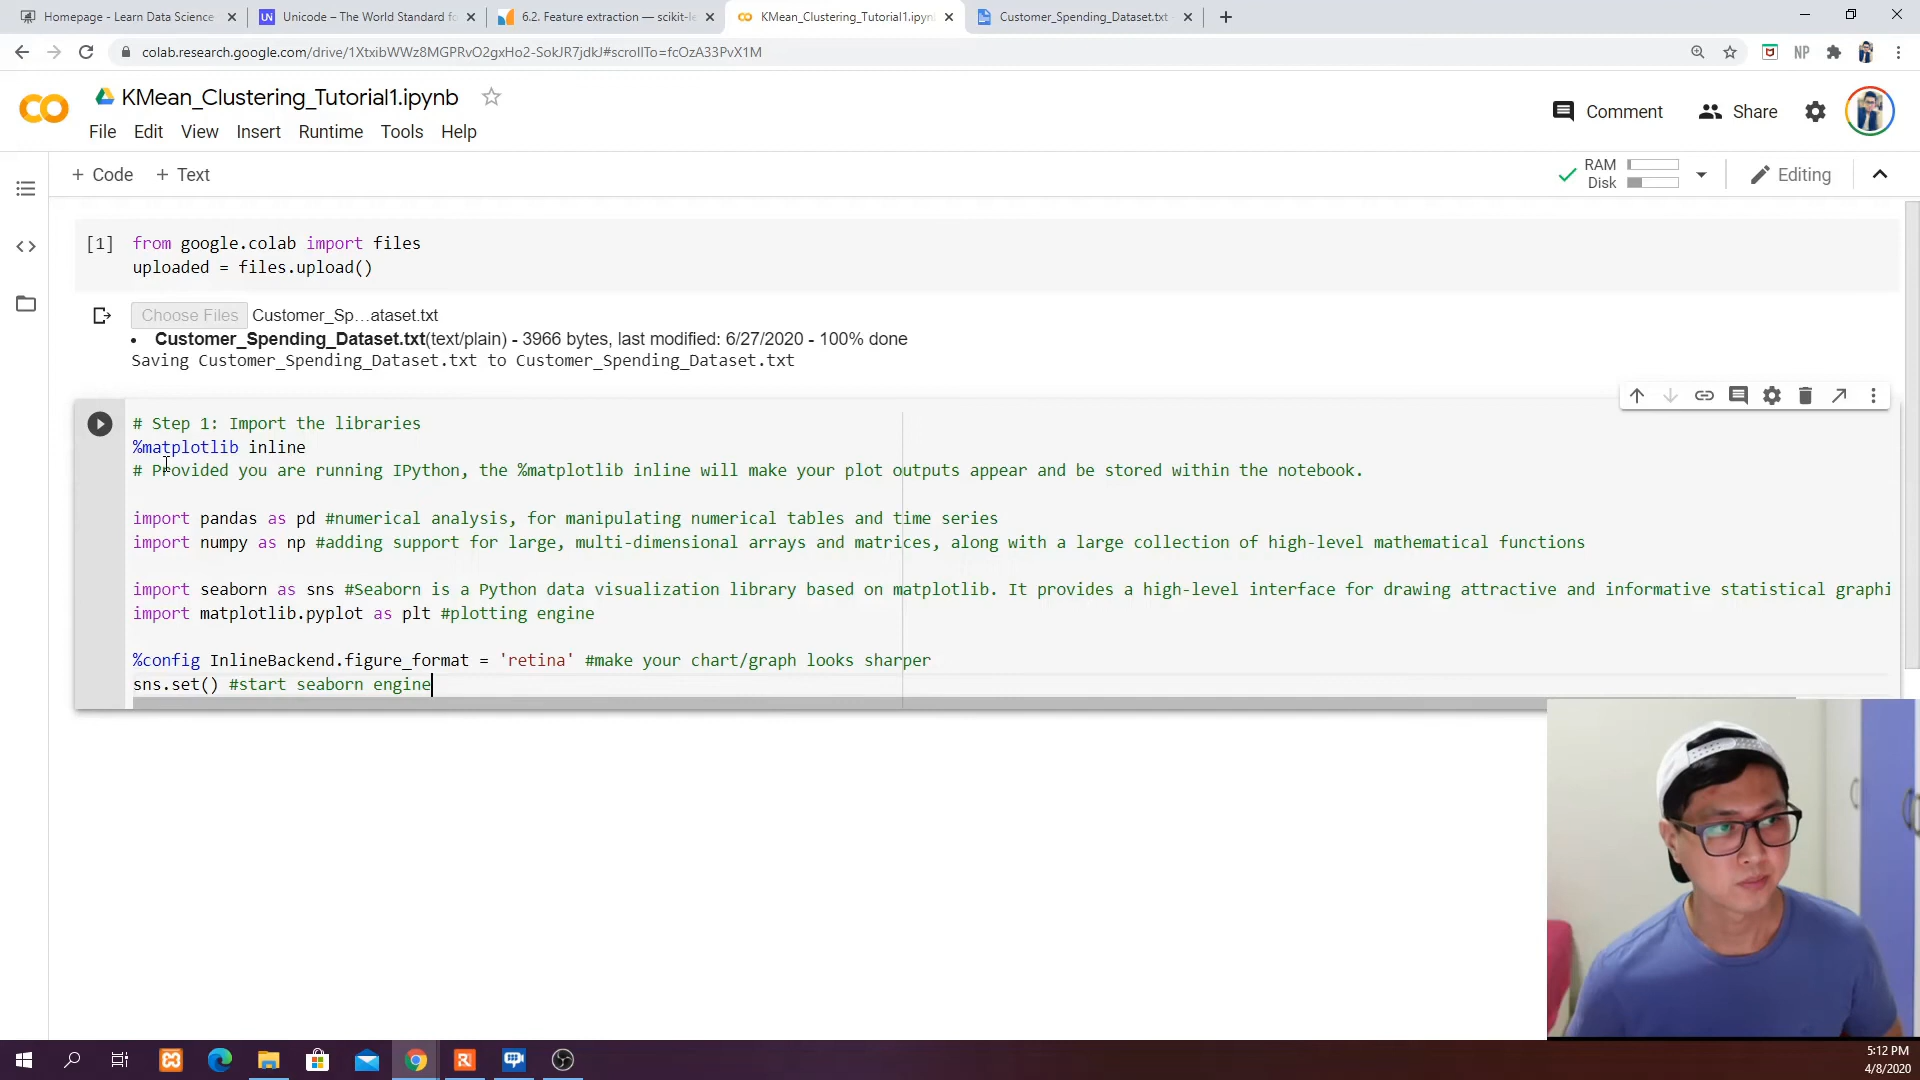 Homepage - Learn Data Science
Unicode – The World Standard fo
6.2. Feature extraction — scikit-le
KMean_Clustering_Tutorial1.ipyn
Customer_Spending_Dataset.txt
colab.research.google.com/drive/1XtxibWWz8MGPRvO2gxHo2-SokJR7jdkJ#scrollTo=fcOzA33PvX1M
NP
KMean_Clustering_Tutorial1.ipynb
Comment
Share
File Edit View Insert Runtime Tools Help
+ Code + Text
RAM
Disk
Editing
[1] from google.colab import files
uploaded = files.upload()
Choose Files Customer_Sp...ataset.txt
• Customer_Spending_Dataset.txt(text/plain) - 3966 bytes, last modified: 6/27/2020 - 100% done
Saving Customer_Spending_Dataset.txt to Customer_Spending_Dataset.txt
# Step 1: Import the libraries
%matplotlib inline
# Provided you are running IPython, the %matplotlib inline will make your plot outputs appear and be stored within the notebook.
import pandas as pd #numerical analysis, for manipulating numerical tables and time series
import numpy as np #adding support for large, multi-dimensional arrays and matrices, along with a large collection of high-level mathematical functions
import seaborn as sns #Seaborn is a Python data visualization library based on matplotlib. It provides a high-level interface for drawing attractive and informative statistical graphi
import matplotlib.pyplot as plt #plotting engine
%config InlineBackend.figure_format = 'retina' #make your chart/graph looks sharper
sns.set() #start seaborn engine
5:12 PM
4/8/2020